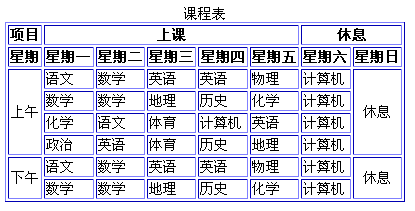 课程表
项目 上课 休息
星期 星期一 星期二 星期三 星期四 星期五 星期六 星期日
上午 语文 数学 英语 英语 物理 计算机 休息
数学 数学 地理 历史 化学 计算机
化学 语文 体育 计算机 英语 计算机
政治 英语 体育 历史 地理 计算机
下午 语文 数学 英语 英语 物理 计算机 休息
数学 数学 地理 历史 化学 计算机